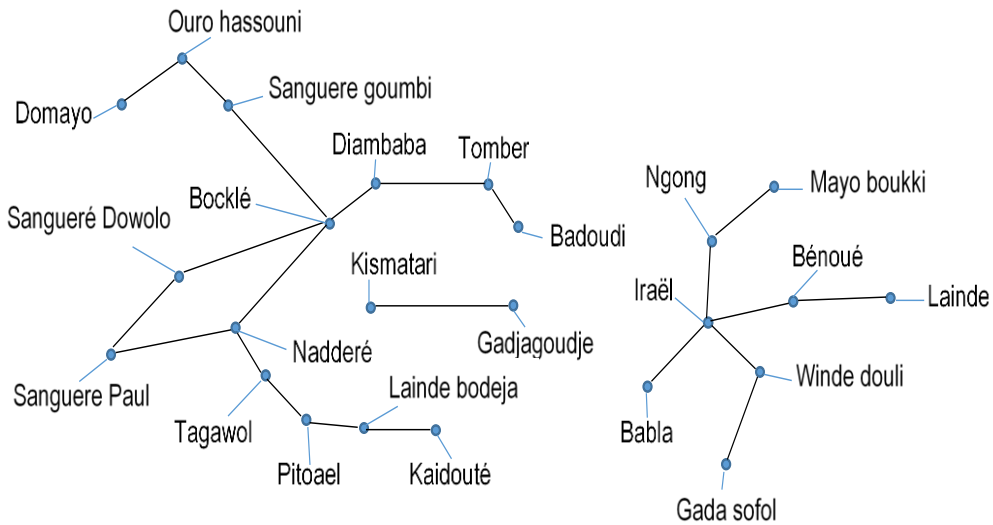 Ouro hassouni
Sanguere goumbi
Domayo
Diambaba
Tomber
Ngong
Mayo boukki
Bocklé
Sangueré Dowolo
Badoudi
Kismatari
Bénoué
Iraël
Lainde
Nadderé
Gadjagoudje
Sanguere Paul
Lainde bodeja
Winde douli
Tagawol
Babla
Pitoael
Kaidouté
Gada sofol